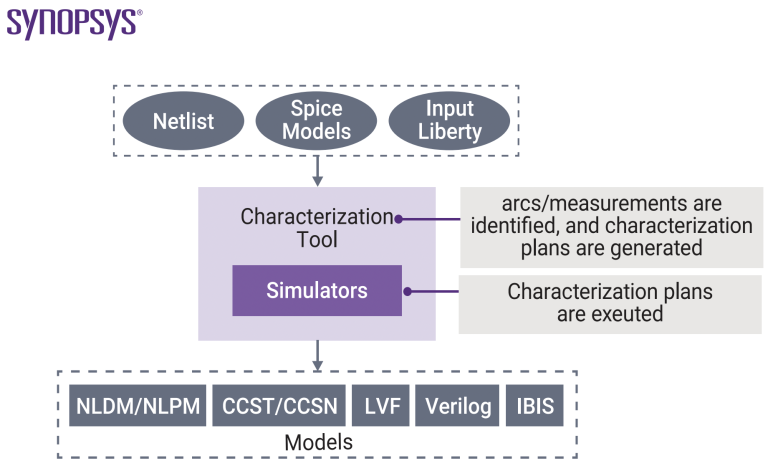 SYNOPSYS®
Netlist
Spice
Models
Input
Liberty
Characterization
Tool
arcs/measurements are
identified, and characterization
plans are generated
Simulators
Characterization plans
are exeuted
NLDM/NLPM
CCST/CCSN
LVF
Verilog
IBIS
Models